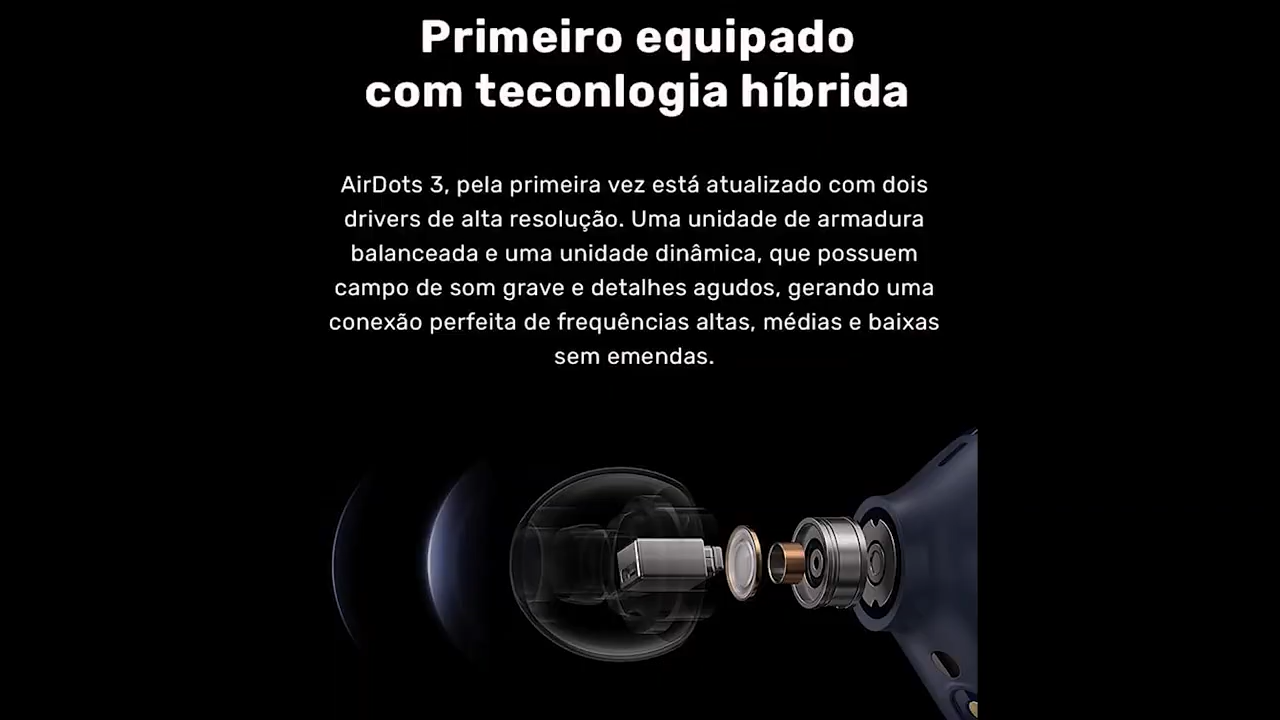 Primeiro equipado
com teconlogia híbrida
AirDots 3, pela primeira vez está atualizado com dois
drivers de alta resolução. Uma unidade de armadura
balanceada e uma unidade dinâmica, que possuem
campo de som grave e detalhes agudos, gerando uma
conexão perfeita de frequências altas, médias e baixas
sem emendas.